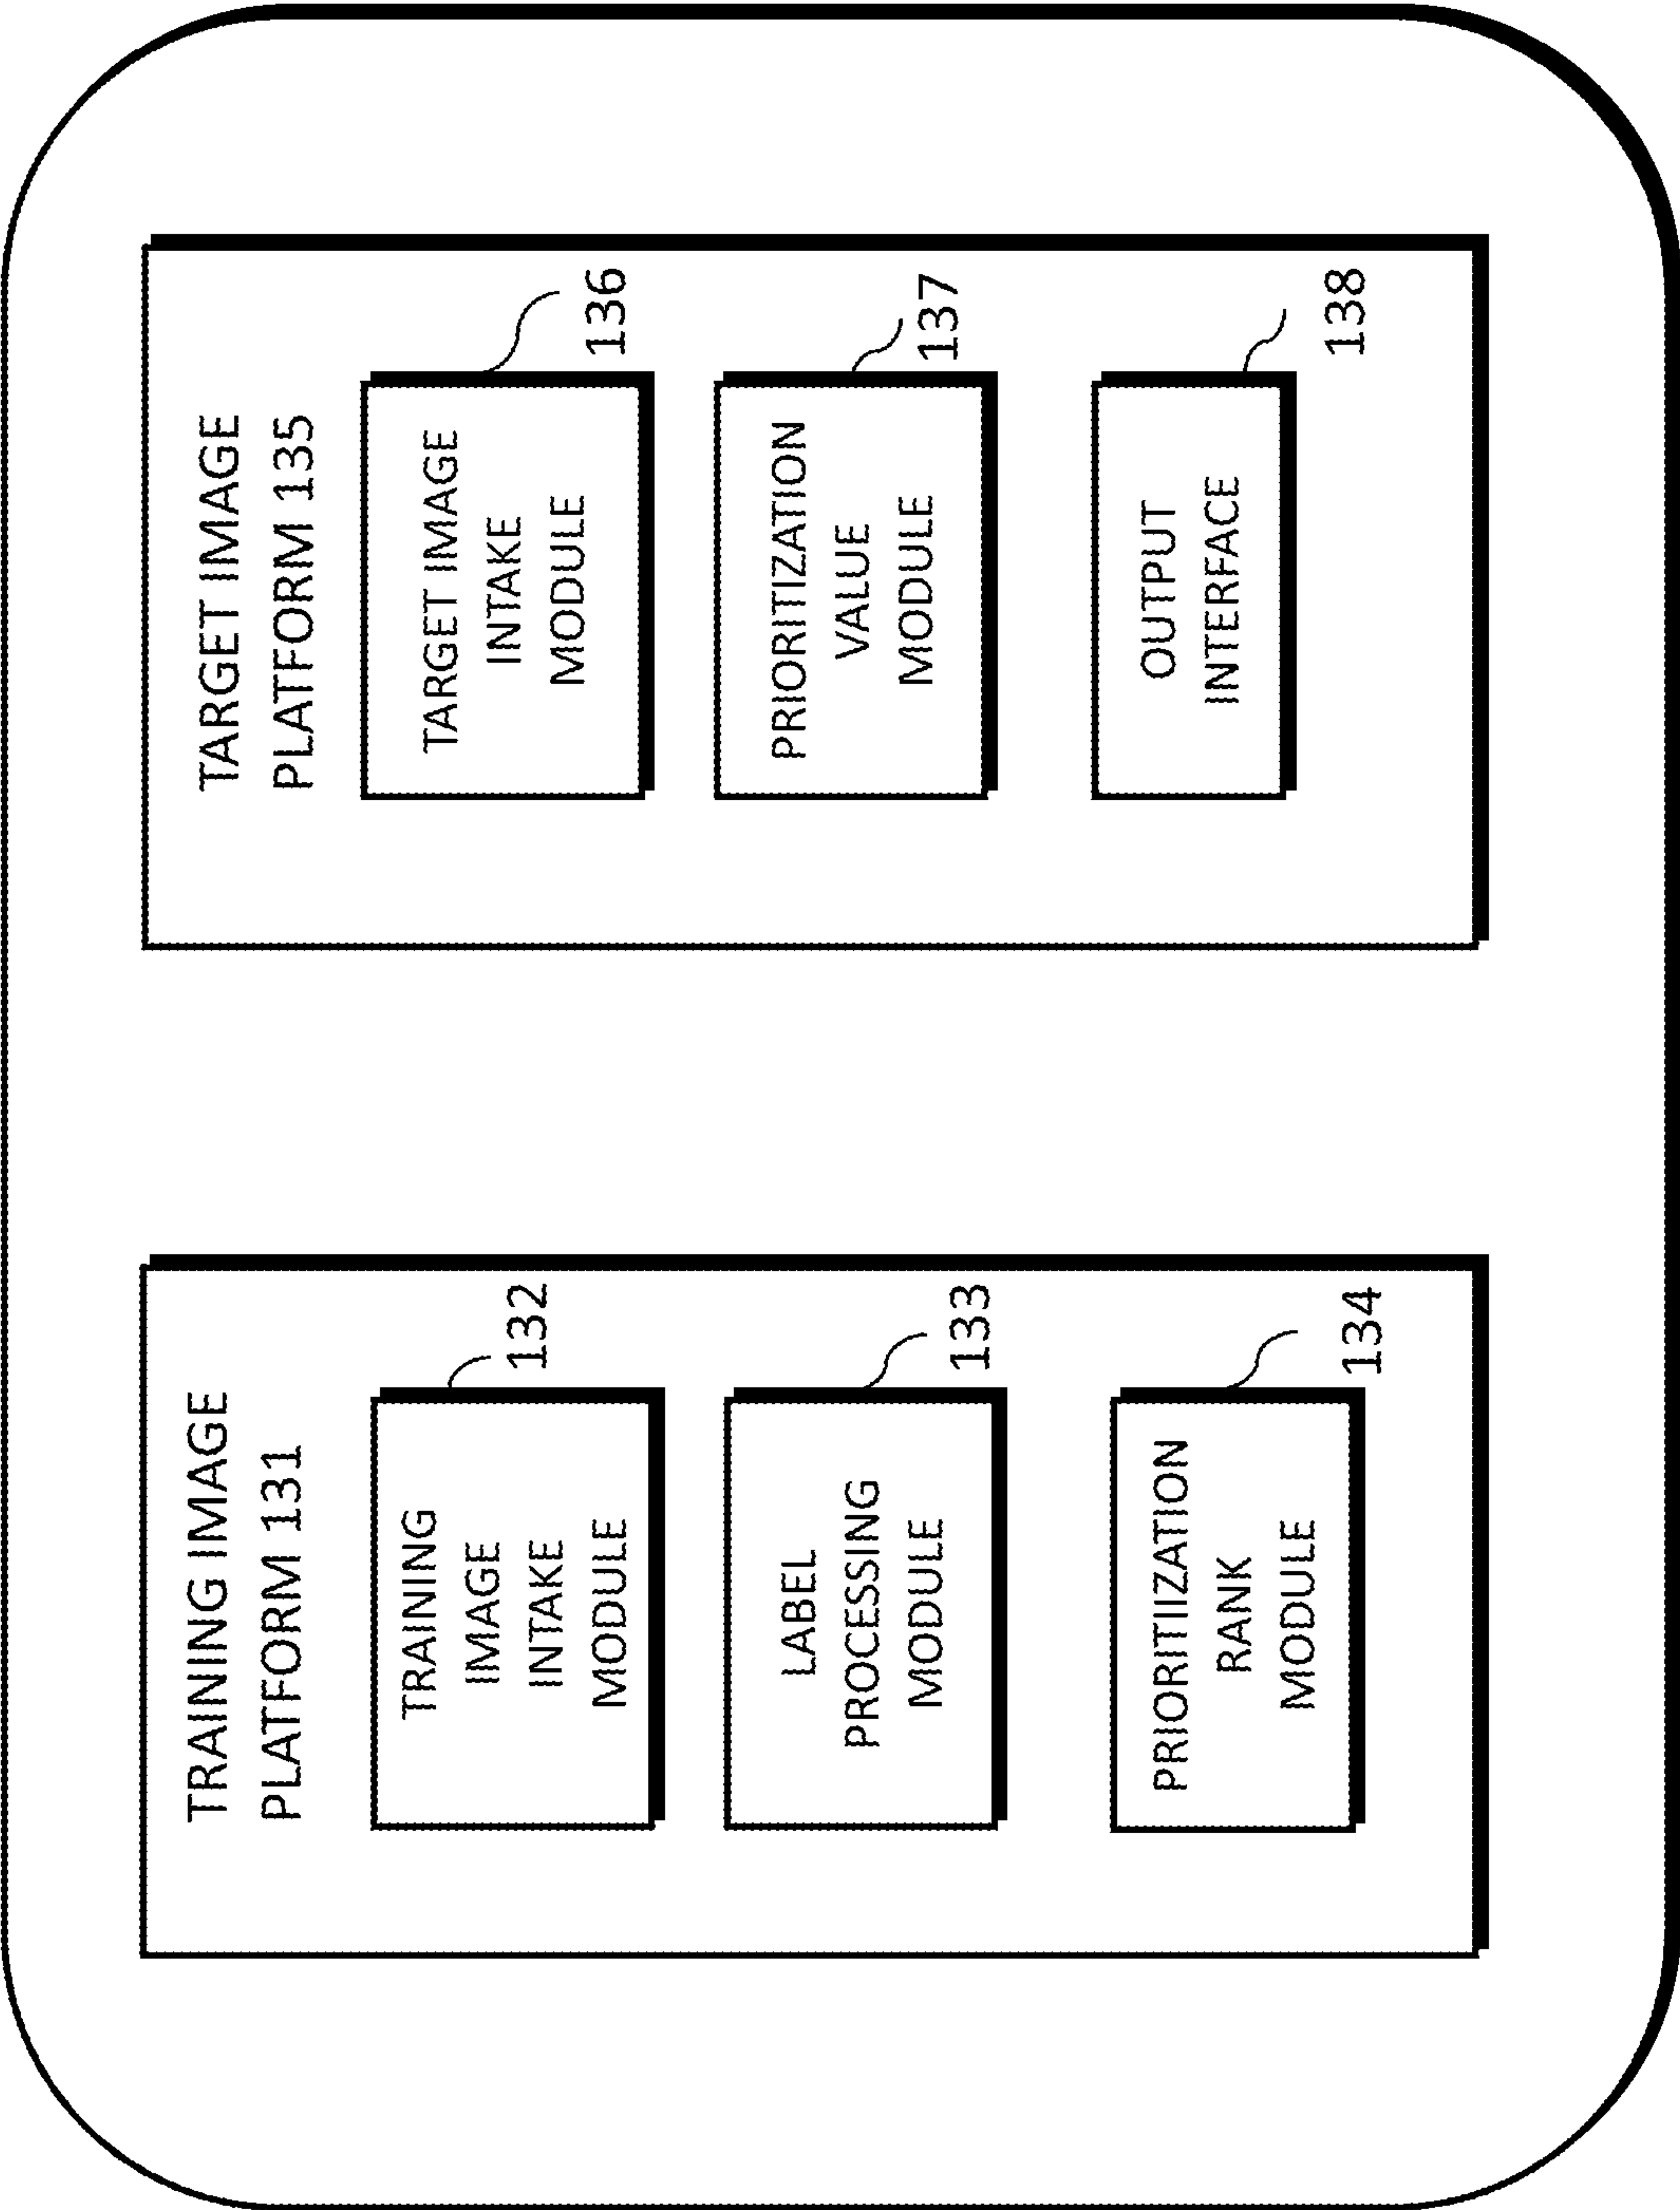 TRAINING IMAGE
PLATFORM 131
TRAINING
IMAGE
INTAKE
MODULE
132
LABEL
PROCESSING
MODULE
133
PRIORITIIZATION
RANK
MODULE
134
TARGET IMAGE
PLATFORM 135
TARGET IMAGE
INTAKE
MODULE
136
PRIORITIZATION
VALUE
MODULE
137
OUTPUT
INTERFACE
138